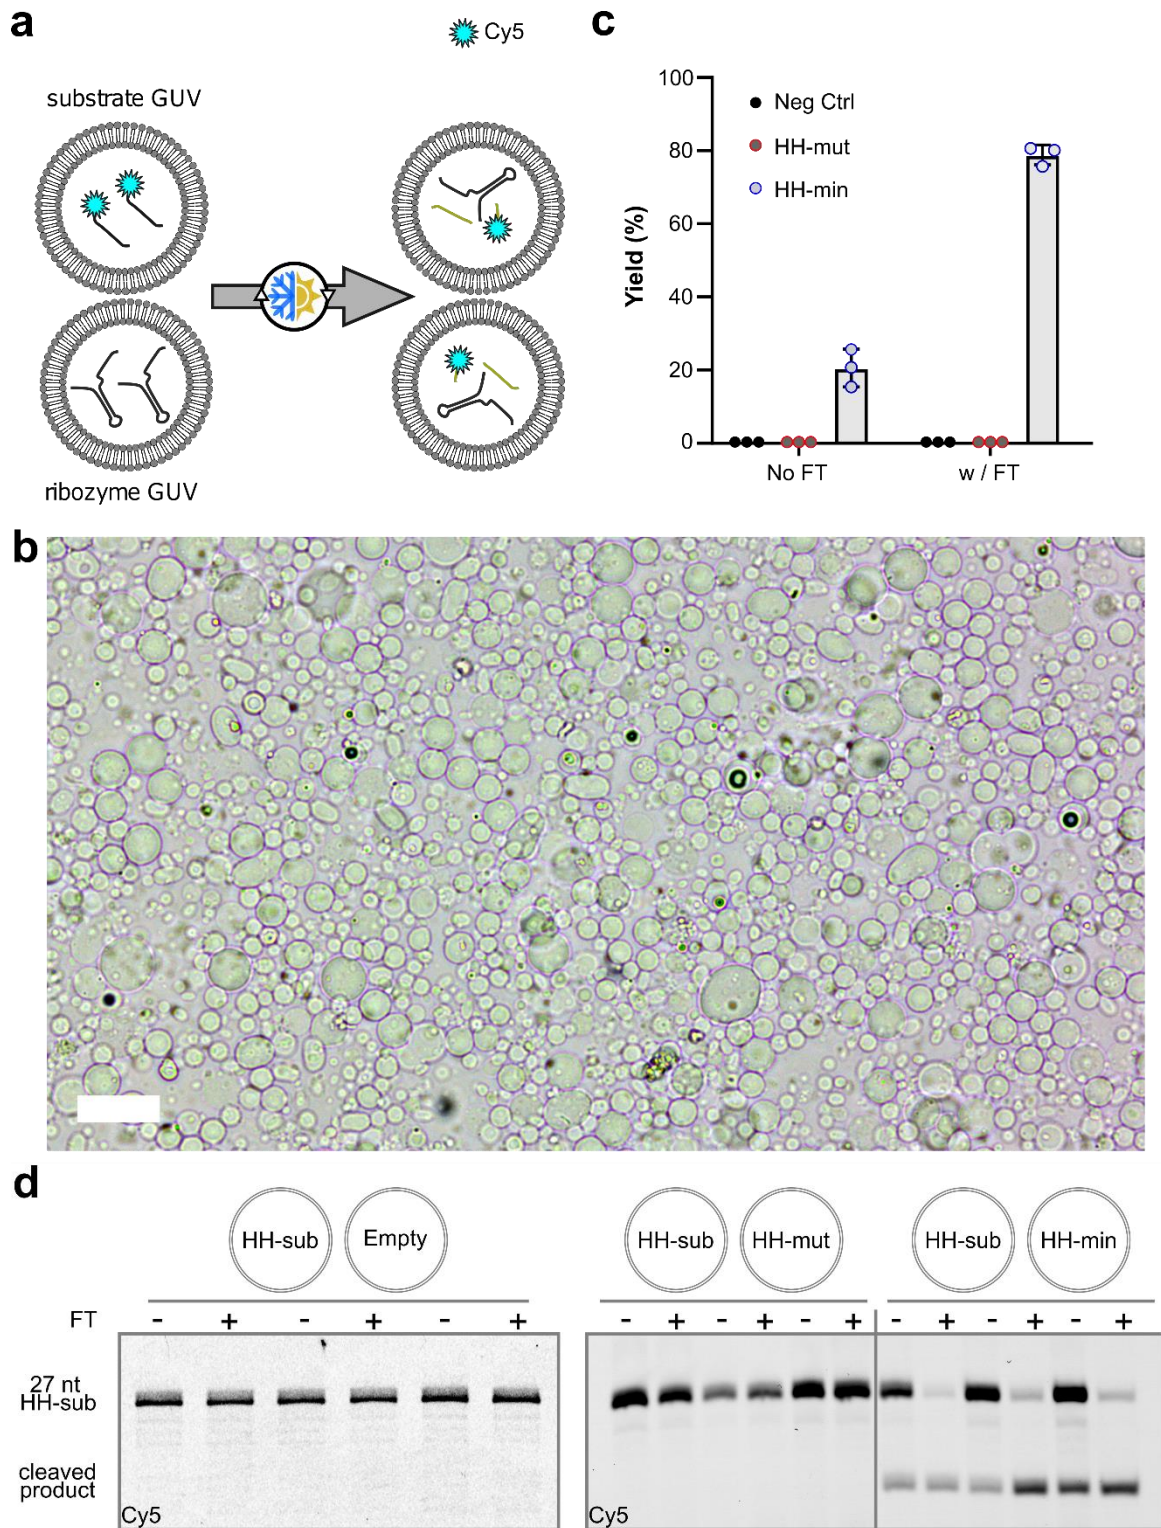 a
Cy5
substrate GUV
ribozyme GUV
c
100
80
60
40
20
0
Yield (%)
Neg Ctrl
HH-mut
HH-min
No FT
w / FT
b
d
HH-sub
Empty
HH-sub
HH-mut
HH-sub
HH-min
FT
- + - + - +
- + - + - + - + - + - +
27 nt
HH-sub
cleaved
product
Cy5
Cy5